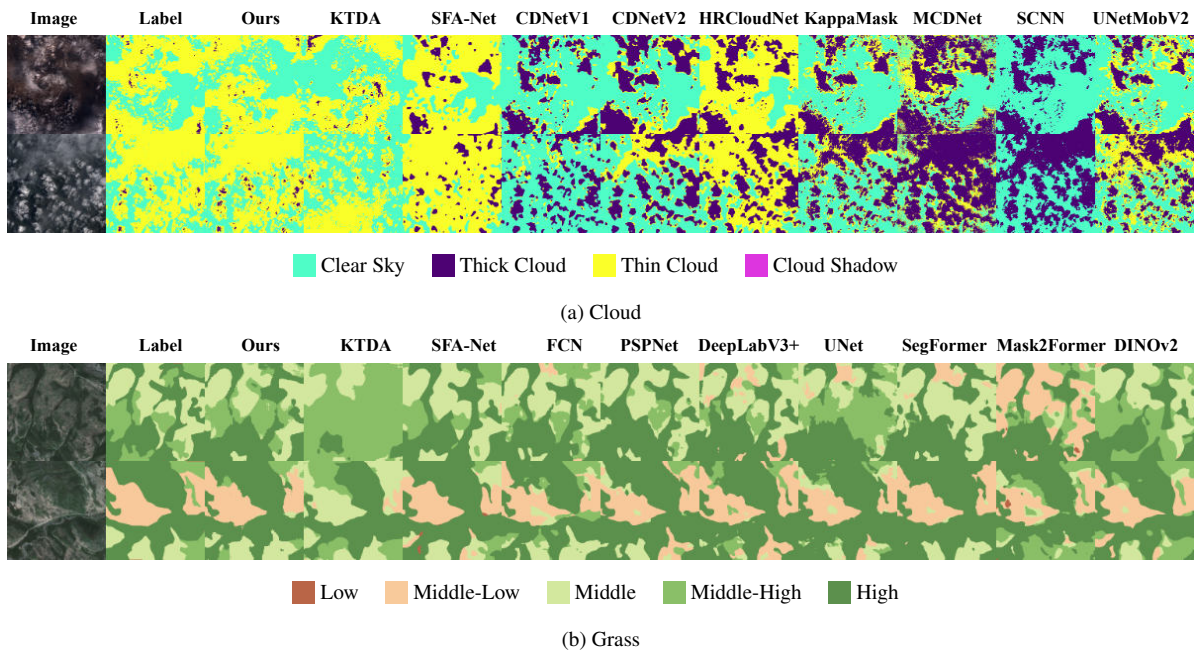 Image Label Ours KTDA SFA-Net CDNetV1 CDNetV2 HRCloudNet KappaMask MCDNet SCNN UNetMobV2
Clear Sky Thick Cloud Thin Cloud Cloud Shadow
(a) Cloud
Image Label Ours KTDA SFA-Net FCN PSPNet DeepLabV3+ UNet SegFormer Mask2Former DINOv2
Low Middle-Low Middle Middle-High High
(b) Grass